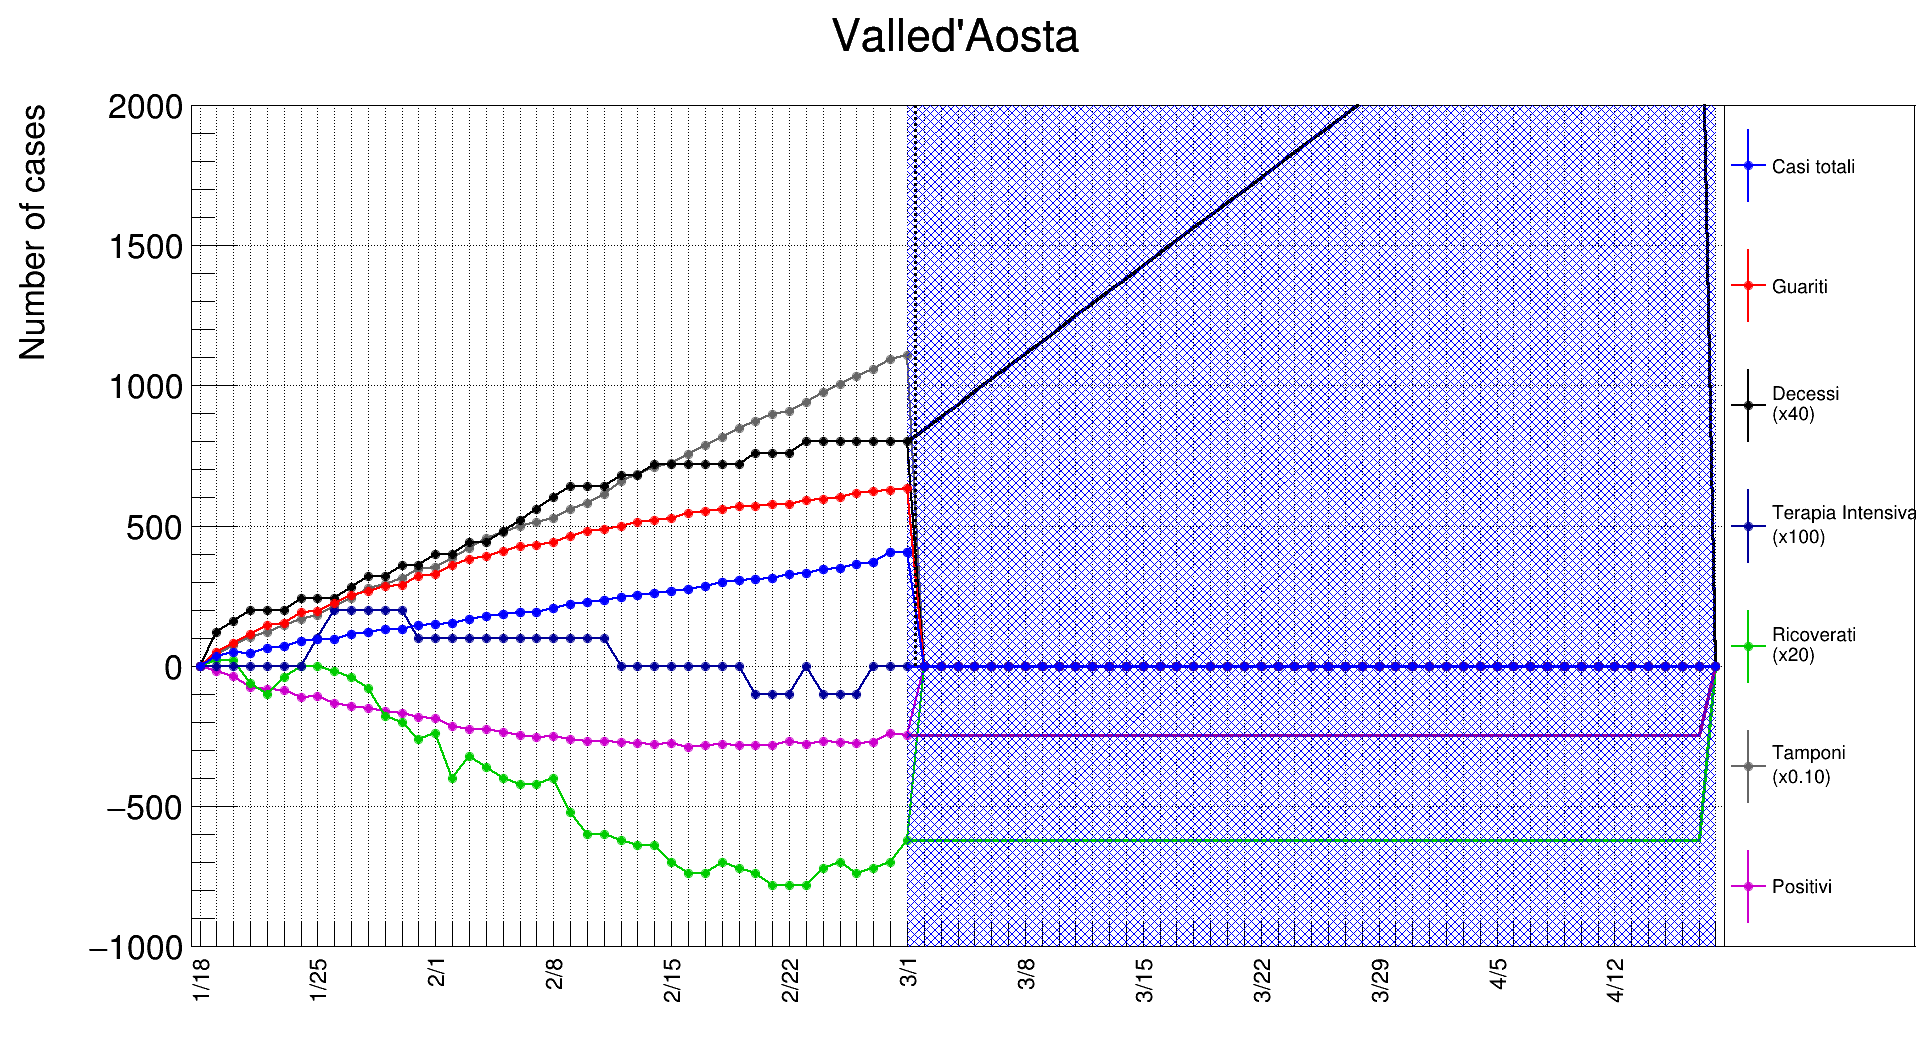 Valled'Aosta
Number of cases
2000
1500
1000
500
0
−500
−1000
1/18
1/25
2/1
2/8
2/15
2/22
3/1
3/8
3/15
3/22
3/29
4/5
4/12
Casi totali
Guariti
Decessi
(x40)
Terapia Intensiva
(x100)
Ricoverati
(x20)
Tamponi
(x0.10)
Positivi